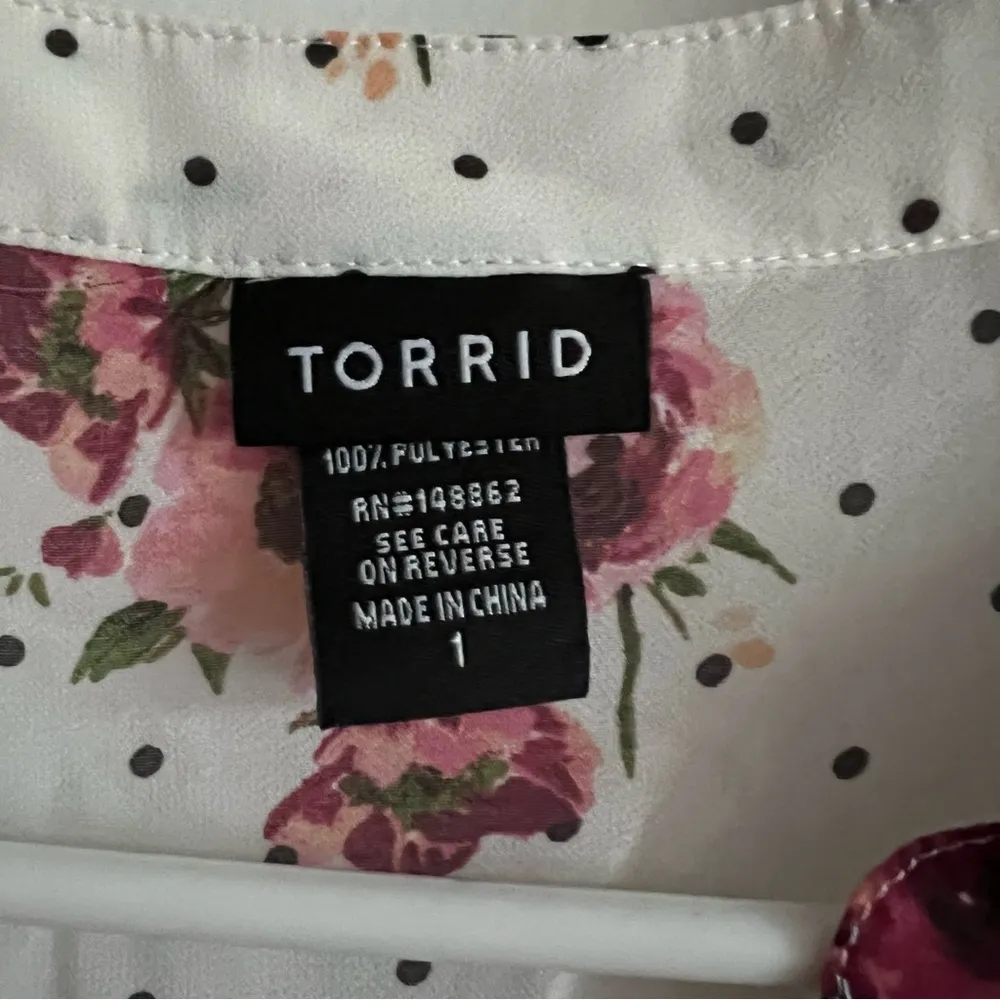 TORRID
100% POLYESTER
RN#148862
SEE CARE
ON REVERSE
MADE IN CHINA
1